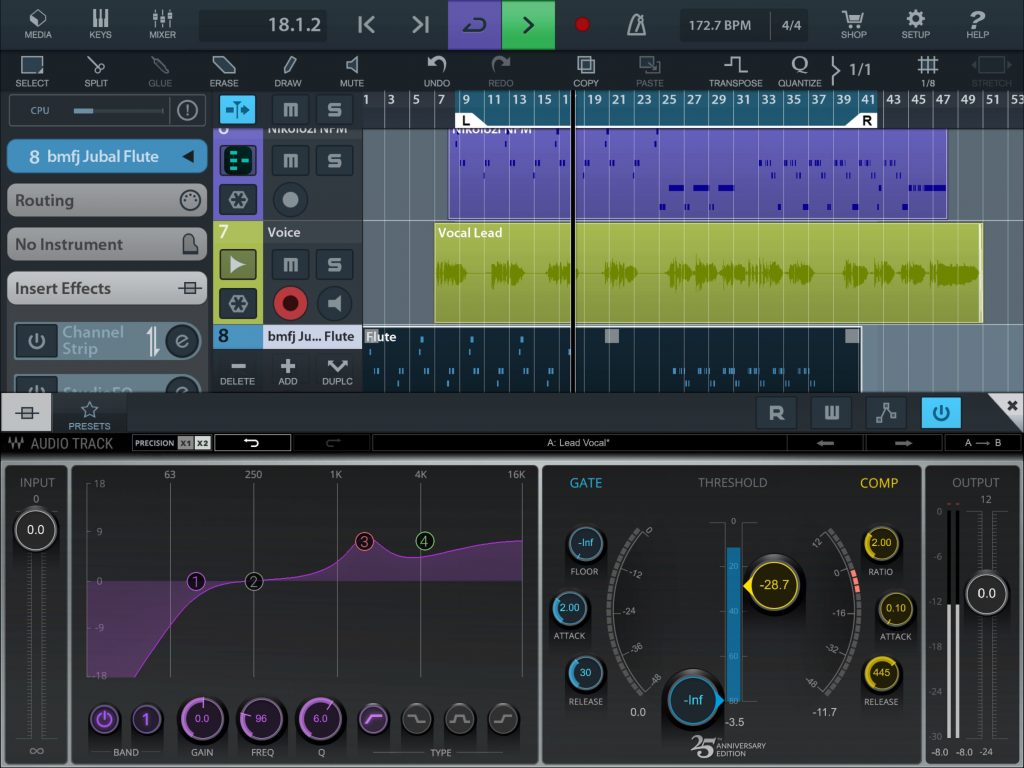 18.1.2
172.7 BPM 4/4
MEDIA KEYS MIXER SHOP SETUP HELP
SELECT SPLIT GLUE ERASE DRAW MUTE UNDO REDO COPY PASTE TRANSPOSE QUANTIZE 1/1 1/8 STRETCH
CPU M S 1 3 5 7 9 11 13 15 17 19 21 23 25 27 29 31 33 35 37 39 41 43 45 47 49 51 53
L R
Nikolozi NFM Nikolozi NFM
8 bmfj Jubal Flute M S
Routing
7 Voice Vocal Lead
No Instrument M S
Insert Effects
Channel Strip e
8 bmfj Ju... Flute Flute
DELETE ADD DUPLC
StudioEQ
PRESETS R W
AUDIO TRACK PRECISION X1 X2 A: Lead Vocal* A → B
INPUT 63 250 1K 4K 16K GATE THRESHOLD COMP OUTPUT
0 18 9 0 -9 -18 12
0.0
1 2 3 4
-Inf FLOOR
2.00 ATTACK
30 RELEASE
0 -12 -24 -36 -48
0.0
0 20 40 60 80
-28.7
-Inf
-3.5
12 0 -16 -32 -48
-11.7
2.00 RATIO
0.10 ATTACK
445 RELEASE
0 -6 -12 -18 -24 -30
0.0
-8.0 -8.0 -24
1 0.0 96 6.0
∞ BAND GAIN FREQ Q TYPE
25TH ANNIVERSARY EDITION